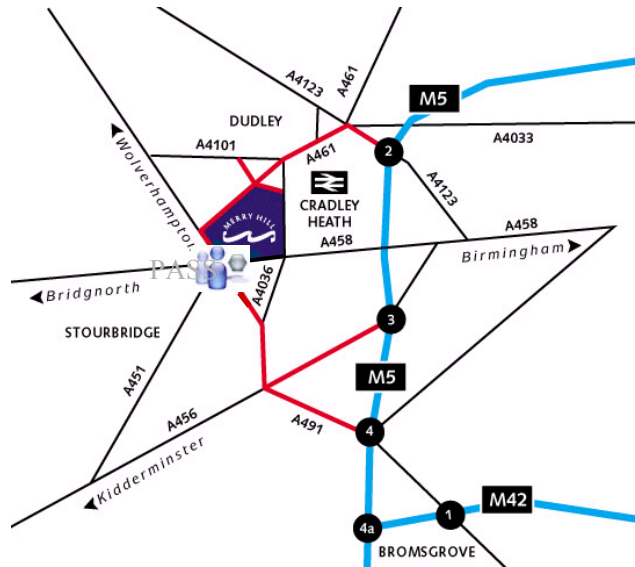 A4123
A461
M5
DUDLEY
A4033
A4101
A461
2
Wolverhampton
A4123
CRADLEY
HEATH
MERRY HILL
A458
A458
Birmingham
PASS
Bridgnorth
A4036
3
STOURBRIDGE
M5
A451
A456
A491
4
Kidderminster
M42
1
4a
BROMSGROVE